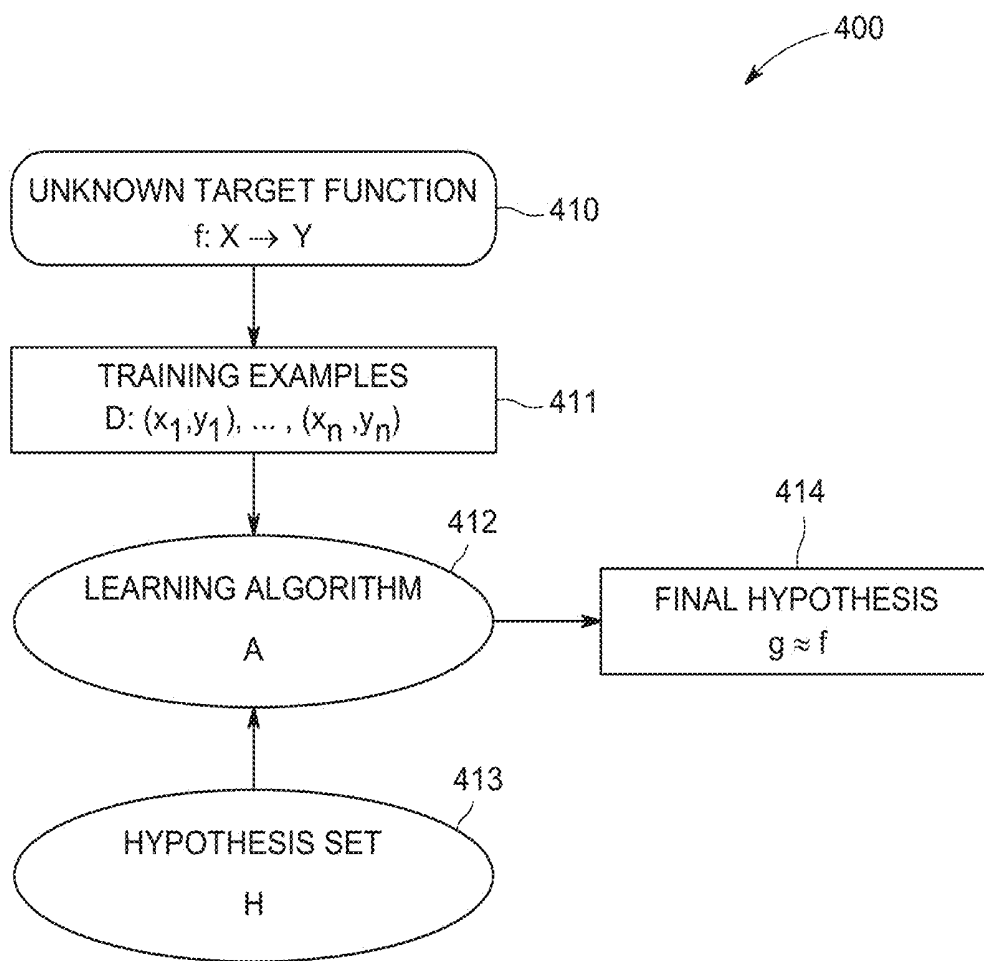 400
UNKNOWN TARGET FUNCTION
f: X → Y
410
TRAINING EXAMPLES
D: (x₁,y₁), ... , (xₙ ,yₙ)
411
412
LEARNING ALGORITHM
A
414
FINAL HYPOTHESIS
g ≈ f
413
HYPOTHESIS SET
H